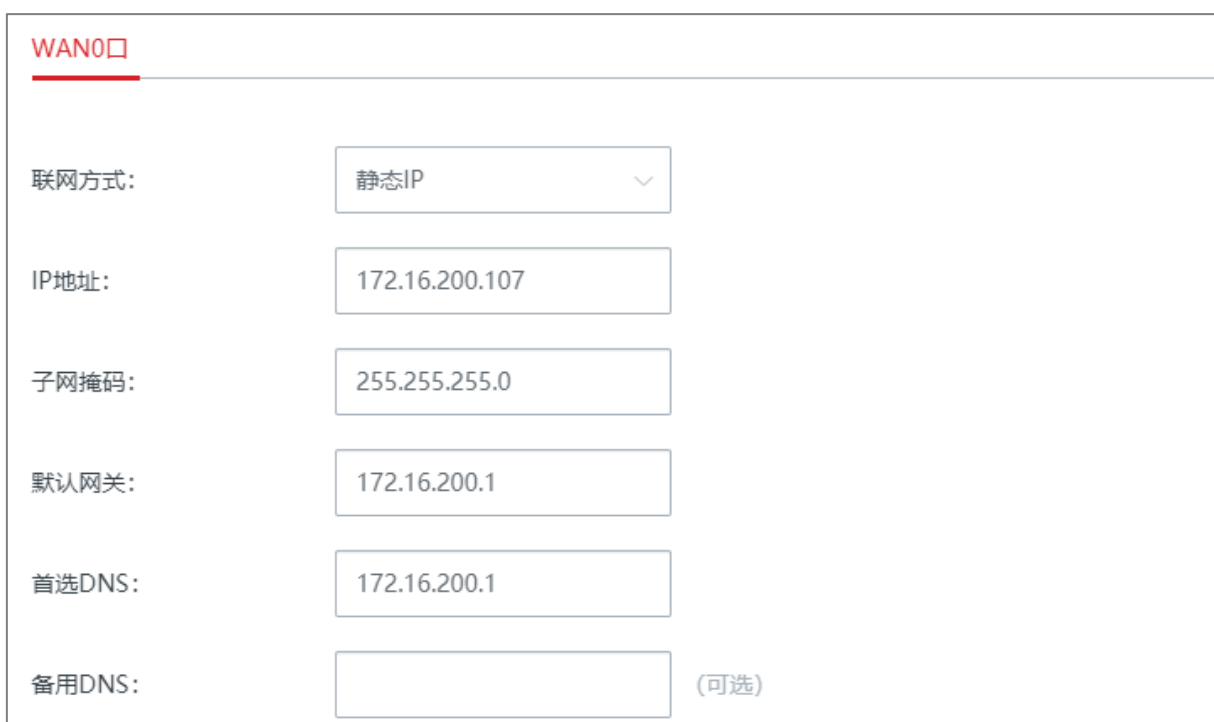 WAN0口
联网方式： 静态IP
IP地址： 172.16.200.107
子网掩码： 255.255.255.0
默认网关： 172.16.200.1
首选DNS： 172.16.200.1
备用DNS： (可选)